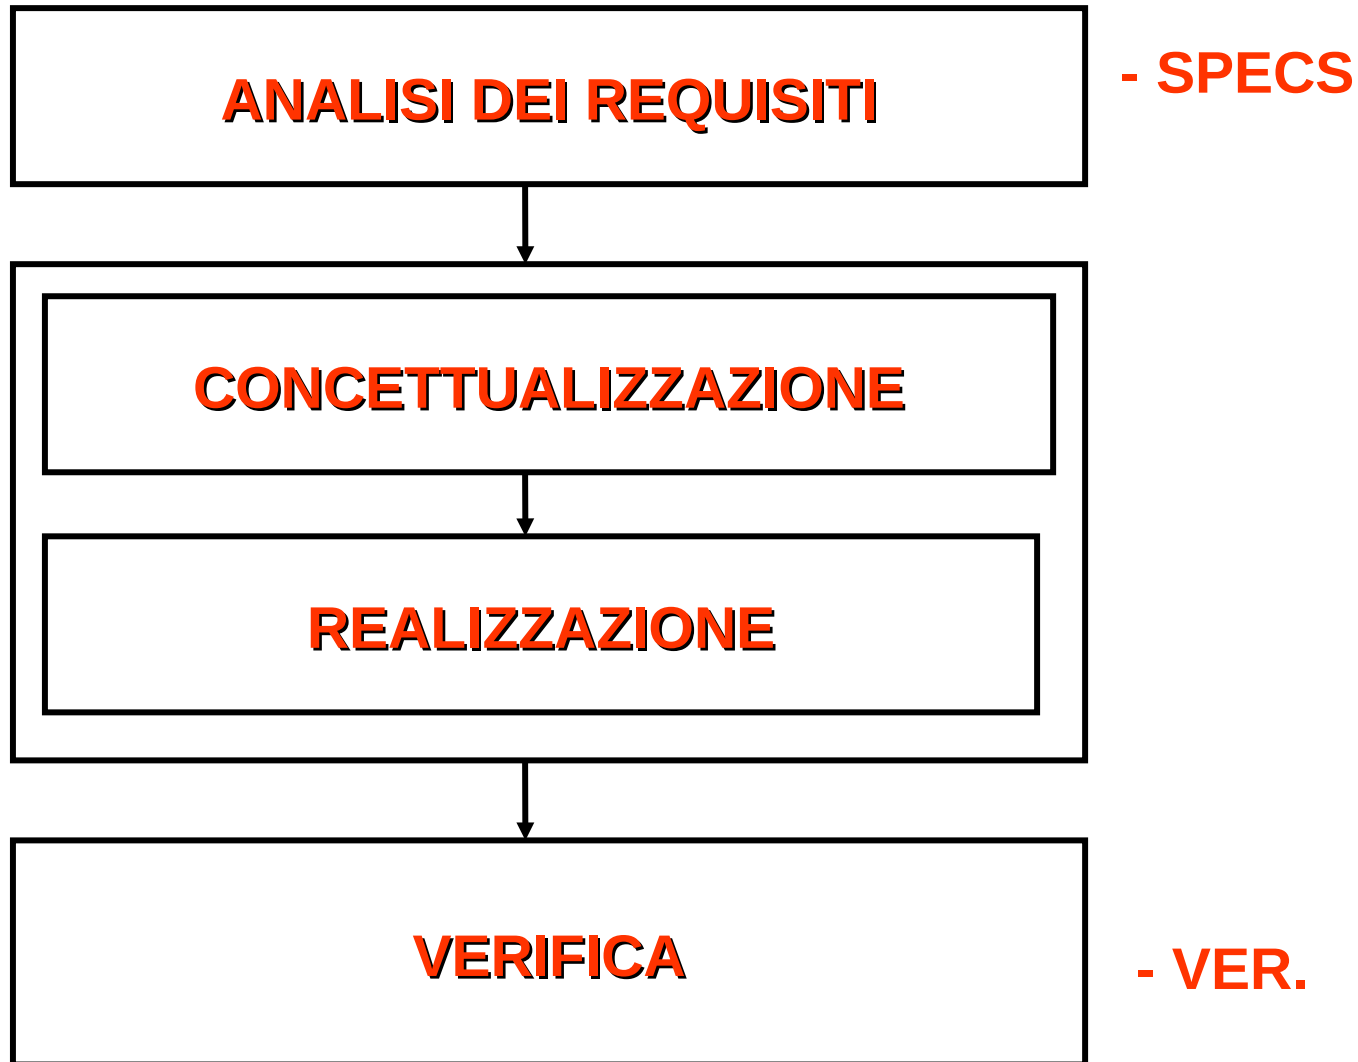 ANALISI DEI REQUISITI
- SPECS
CONCETTUALIZZAZIONE
REALIZZAZIONE
VERIFICA
- VER.